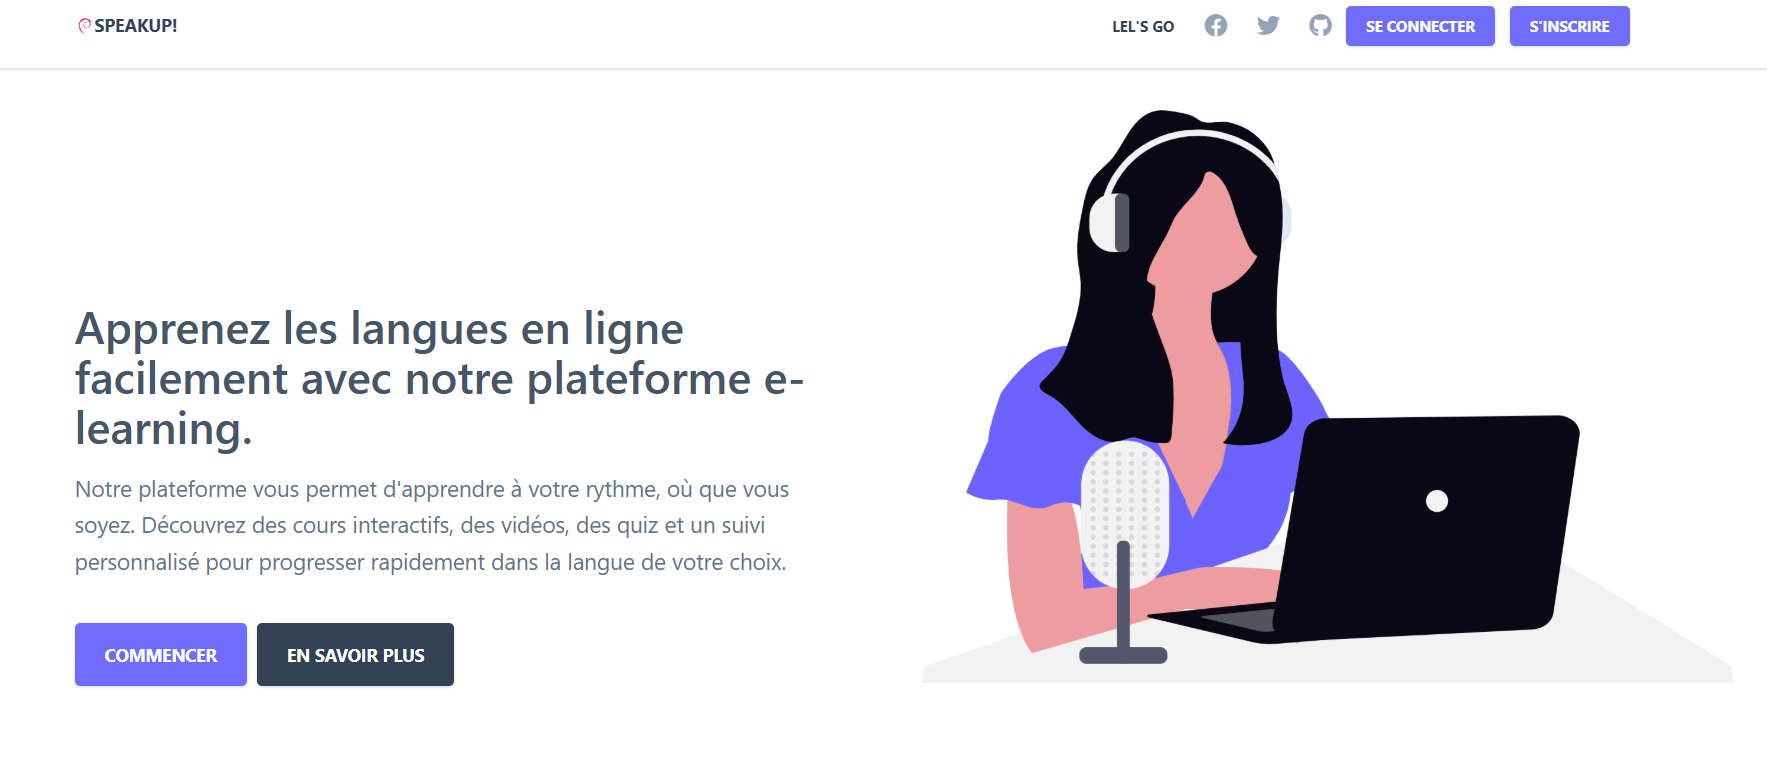 SPEAKUP!
LEL'S GO
SE CONNECTER
S'INSCRIRE
Apprenez les langues en ligne
facilement avec notre plateforme e-
learning.
Notre plateforme vous permet d'apprendre à votre rythme, où que vous
soyez. Découvrez des cours interactifs, des vidéos, des quiz et un suivi
personnalisé pour progresser rapidement dans la langue de votre choix.
COMMENCER
EN SAVOIR PLUS